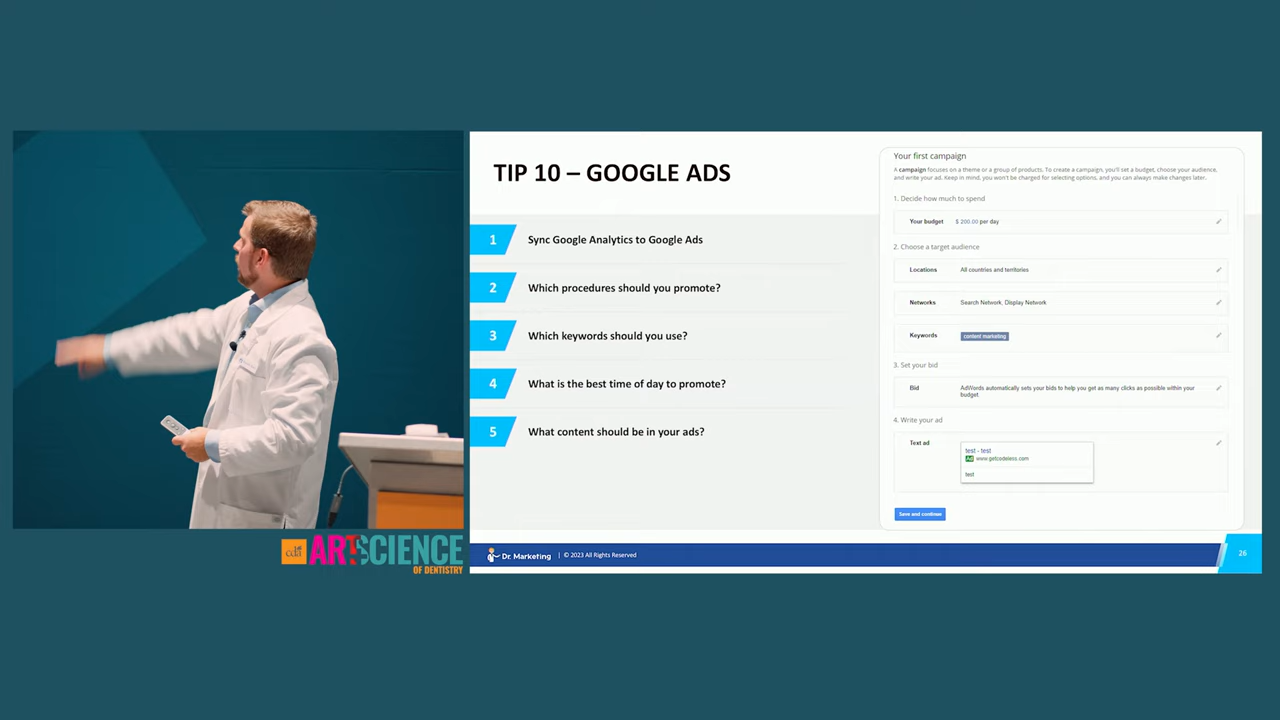 TIP 10 – GOOGLE ADS
1 Sync Google Analytics to Google Ads
2 Which procedures should you promote?
3 Which keywords should you use?
4 What is the best time of day to promote?
5 What content should be in your ads?
Your first campaign
A campaign focuses on a theme or a group of products. To create a campaign, you'll set a budget, choose your audience,
and write your ad. Keep in mind, you won't be charged for selecting options, and you can always make changes later.
1. Decide how much to spend
Your budget $ 200.00 per day
2. Choose a target audience
Locations All countries and territories
Networks Search Network, Display Network
Keywords content marketing
3. Set your bid
Bid AdWords automatically sets your bids to help you get as many clicks as possible within your
budget
4. Write your ad
Text ad
test - test
Ad www.getcodeless.com
test
Save and continue
cda ART & SCIENCE
OF DENTISTRY
Dr. Marketing | © 2023 All Rights Reserved
26